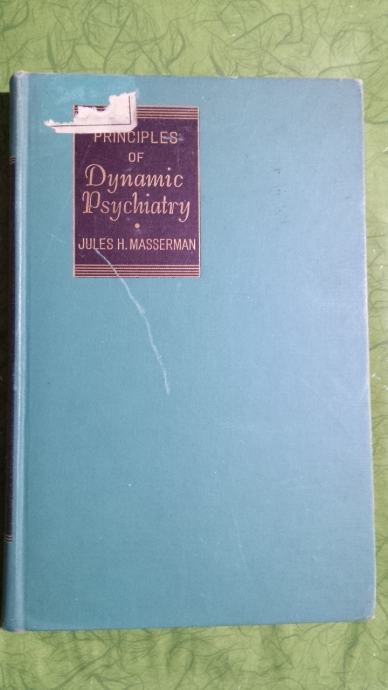 PRINCIPLES
OF
Dynamic
Psychiatry
•
JULES H. MASSERMAN